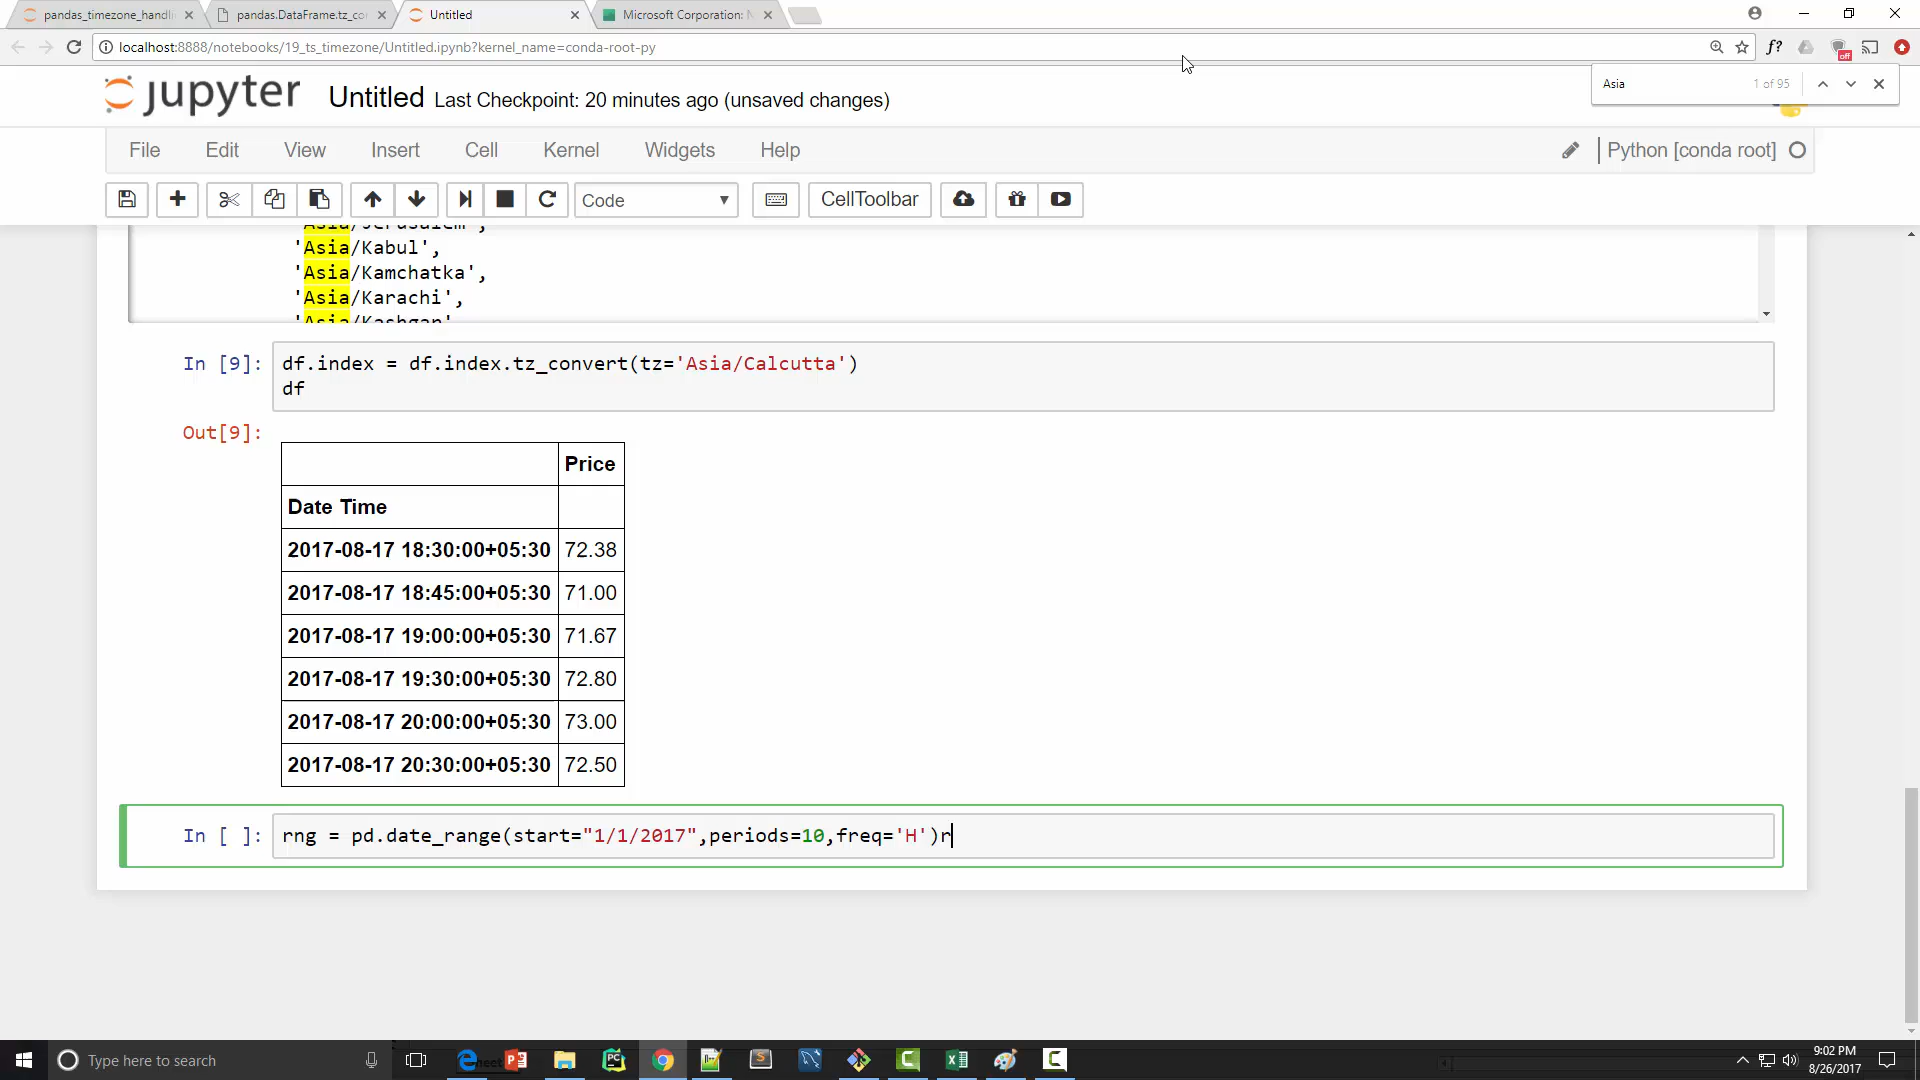 pandas_timezone_handli
pandas.DataFrame.tz_co
Untitled
Microsoft Corporation: N
localhost:8888/notebooks/19_ts_timezone/Untitled.ipynb?kernel_name=conda-root-py
f?
off
Asia
1 of 95
jupyter
Untitled
Last Checkpoint: 20 minutes ago (unsaved changes)
File
Edit
View
Insert
Cell
Kernel
Widgets
Help
Python [conda root]
Code
CellToolbar
'Asia/Jerusalem',
'Asia/Kabul',
'Asia/Kamchatka',
'Asia/Karachi',
'Asia/Kashgar',
In [9]:
df.index = df.index.tz_convert(tz='Asia/Calcutta')
df
Out[9]:
Price
Date Time
2017-08-17 18:30:00+05:30 72.38
2017-08-17 18:45:00+05:30 71.00
2017-08-17 19:00:00+05:30 71.67
2017-08-17 19:30:00+05:30 72.80
2017-08-17 20:00:00+05:30 73.00
2017-08-17 20:30:00+05:30 72.50
In [ ]:
rng = pd.date_range(start="1/1/2017",periods=10,freq='H')r
Type here to search
9:02 PM
8/26/2017